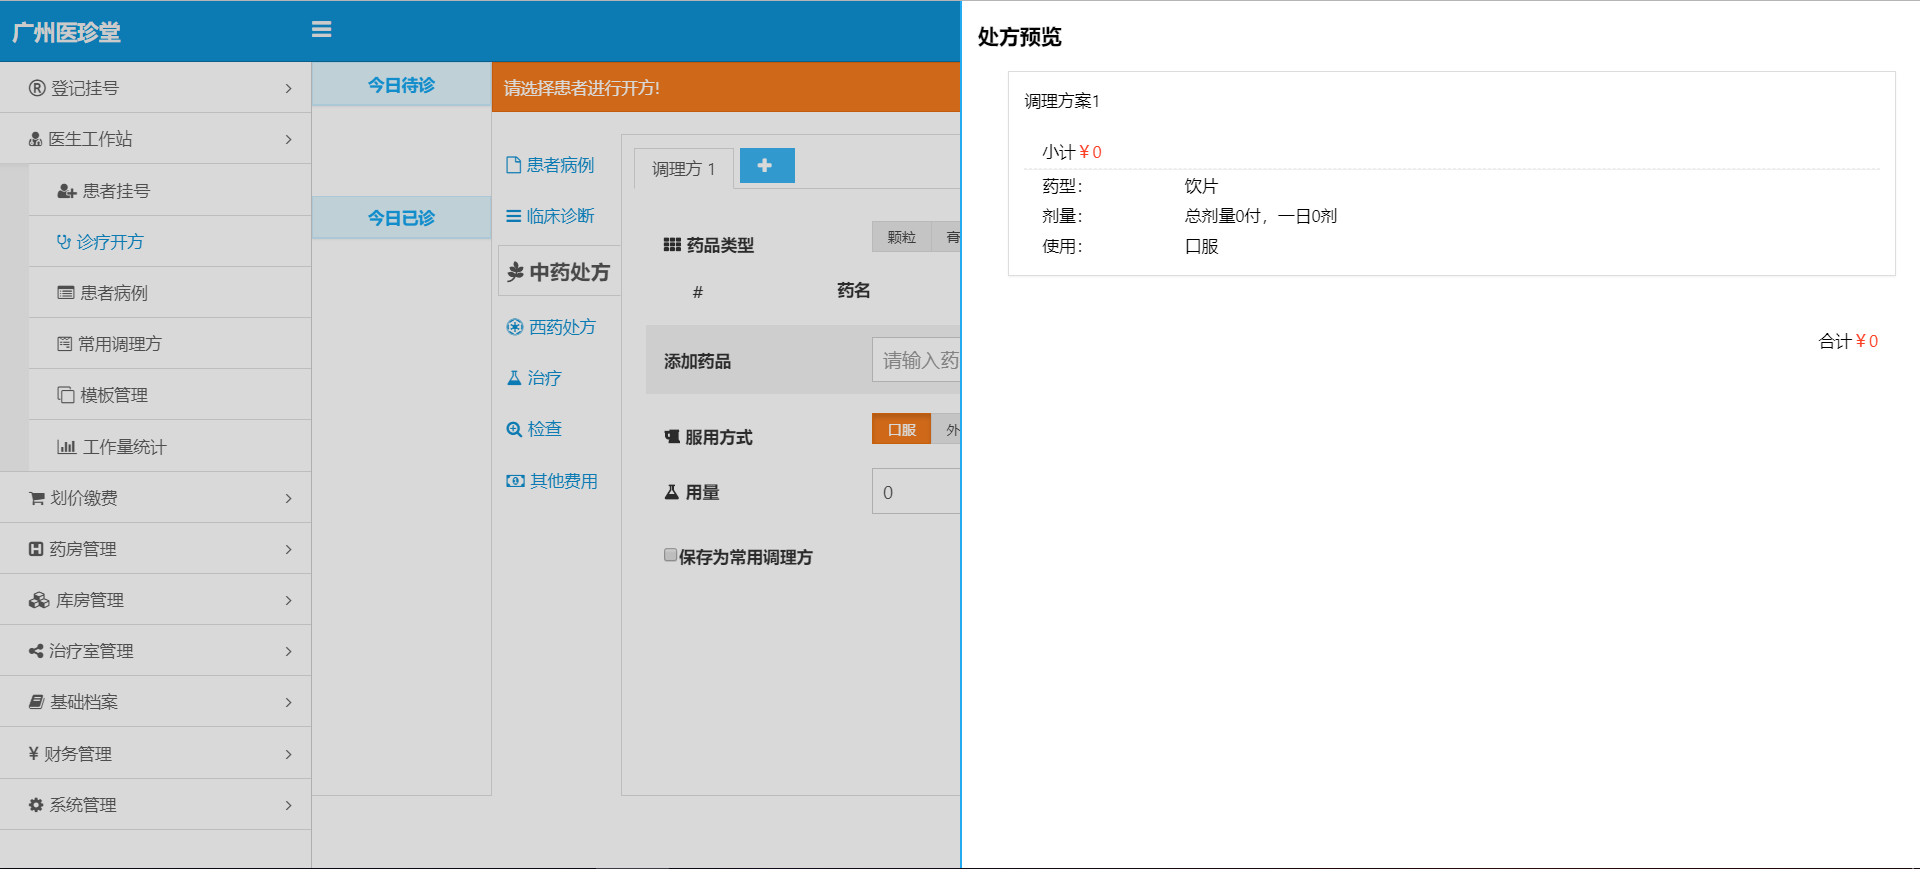 广州医珍堂
登记挂号
医生工作站
患者挂号
诊疗开方
患者病例
常用调理方
模板管理
工作量统计
划价缴费
药房管理
库房管理
治疗室管理
基础档案
¥ 财务管理
系统管理
今日待诊
今日已诊
请选择患者进行开方!
患者病例
临床诊断
中药处方
西药处方
治疗
检查
其他费用
调理方 1
药品类型
颗粒
膏
# 药名
添加药品
请输入药
服用方式
口服
外
用量
0
保存为常用调理方
处方预览
调理方案1
小计￥0
药型： 饮片
剂量： 总剂量0付，一日0剂
使用： 口服
合计￥0